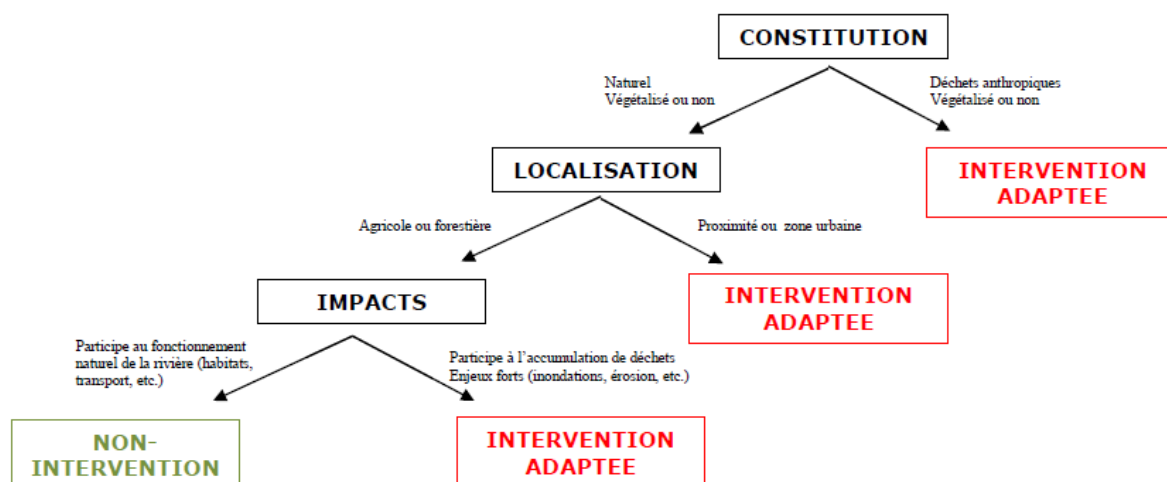 CONSTITUTION
Naturel
Végétalisé ou non
Déchets anthropiques
Végétalisé ou non
LOCALISATION
INTERVENTION
ADAPTEE
Agricole ou forestière
Proximité ou zone urbaine
IMPACTS
INTERVENTION
ADAPTEE
Participe au fonctionnement
naturel de la rivière (habitats,
transport, etc.)
Participe à l’accumulation de déchets
Enjeux forts (inondations, érosion, etc.)
NON-
INTERVENTION
INTERVENTION
ADAPTEE